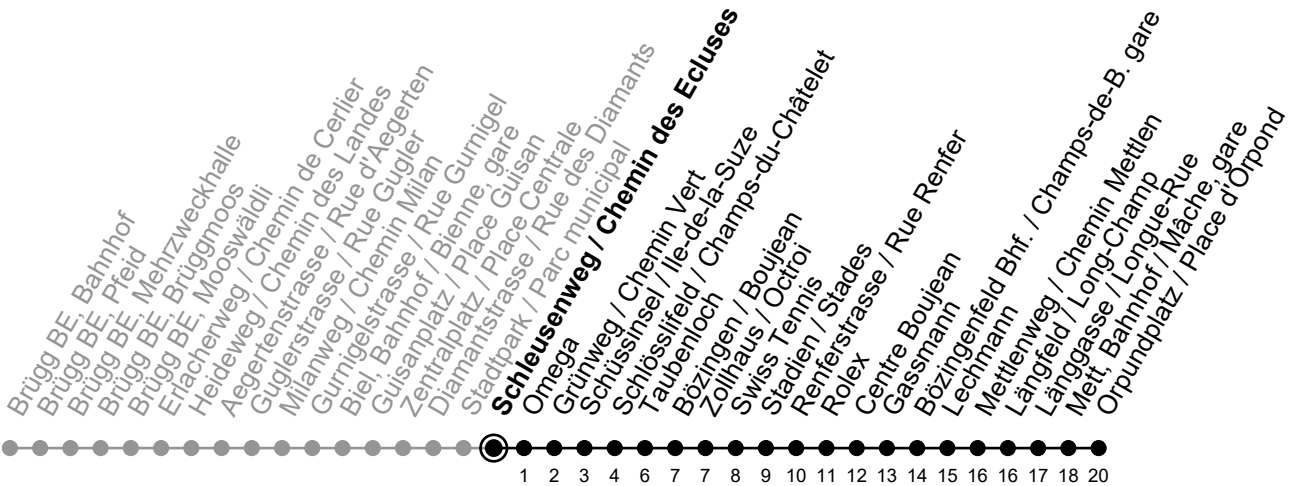 Brügg BE, Bahnhof
Brügg BE, Pfeid
Brügg BE, Mehrzweckhalle
Brügg BE, Brüggmoos
Brügg BE, Mooswäldli
Erlacherweg / Chemin de Cerlier
Heideweg / Chemin des Landes
Aegertenstrasse / Rue d'Aegerten
Guglerstrasse / Rue Gugler
Milanweg / Chemin Milan
Gurnigelstrasse / Rue Gurnigel
Biel, Bahnhof / Bienne, gare
Guisanplatz / Place Guisan
Zentralplatz / Place Centrale
Diamantstrasse / Rue des Diamants
Stadtpark / Parc municipal
Schleusenweg / Chemin des Ecluses
Omega
Grünweg / Chemin Vert
Schüssinsel / Ile-de-la-Suze
Schlösslifeld / Champs-du-Châtelet
Taubenloch
Bözingen / Boujean
Zollhaus / Octroi
Swiss Tennis
Stadien / Stades
Renferstrasse / Rue Renfer
Rolex
Centre Boujean
Gassmann
Bözingenfeld Bhf. / Champs-de-B. gare
Lechmann
Mettlenweg / Chemin Mettlen
Längfeld / Long-Champ
Länggasse / Longue-Rue
Mett, Bahnhof / Mâche, gare
Orpundplatz / Place d'Orpond
1 2 3 4 6 7 7 8 9 10 11 12 13 14 15 16 16 17 18 20